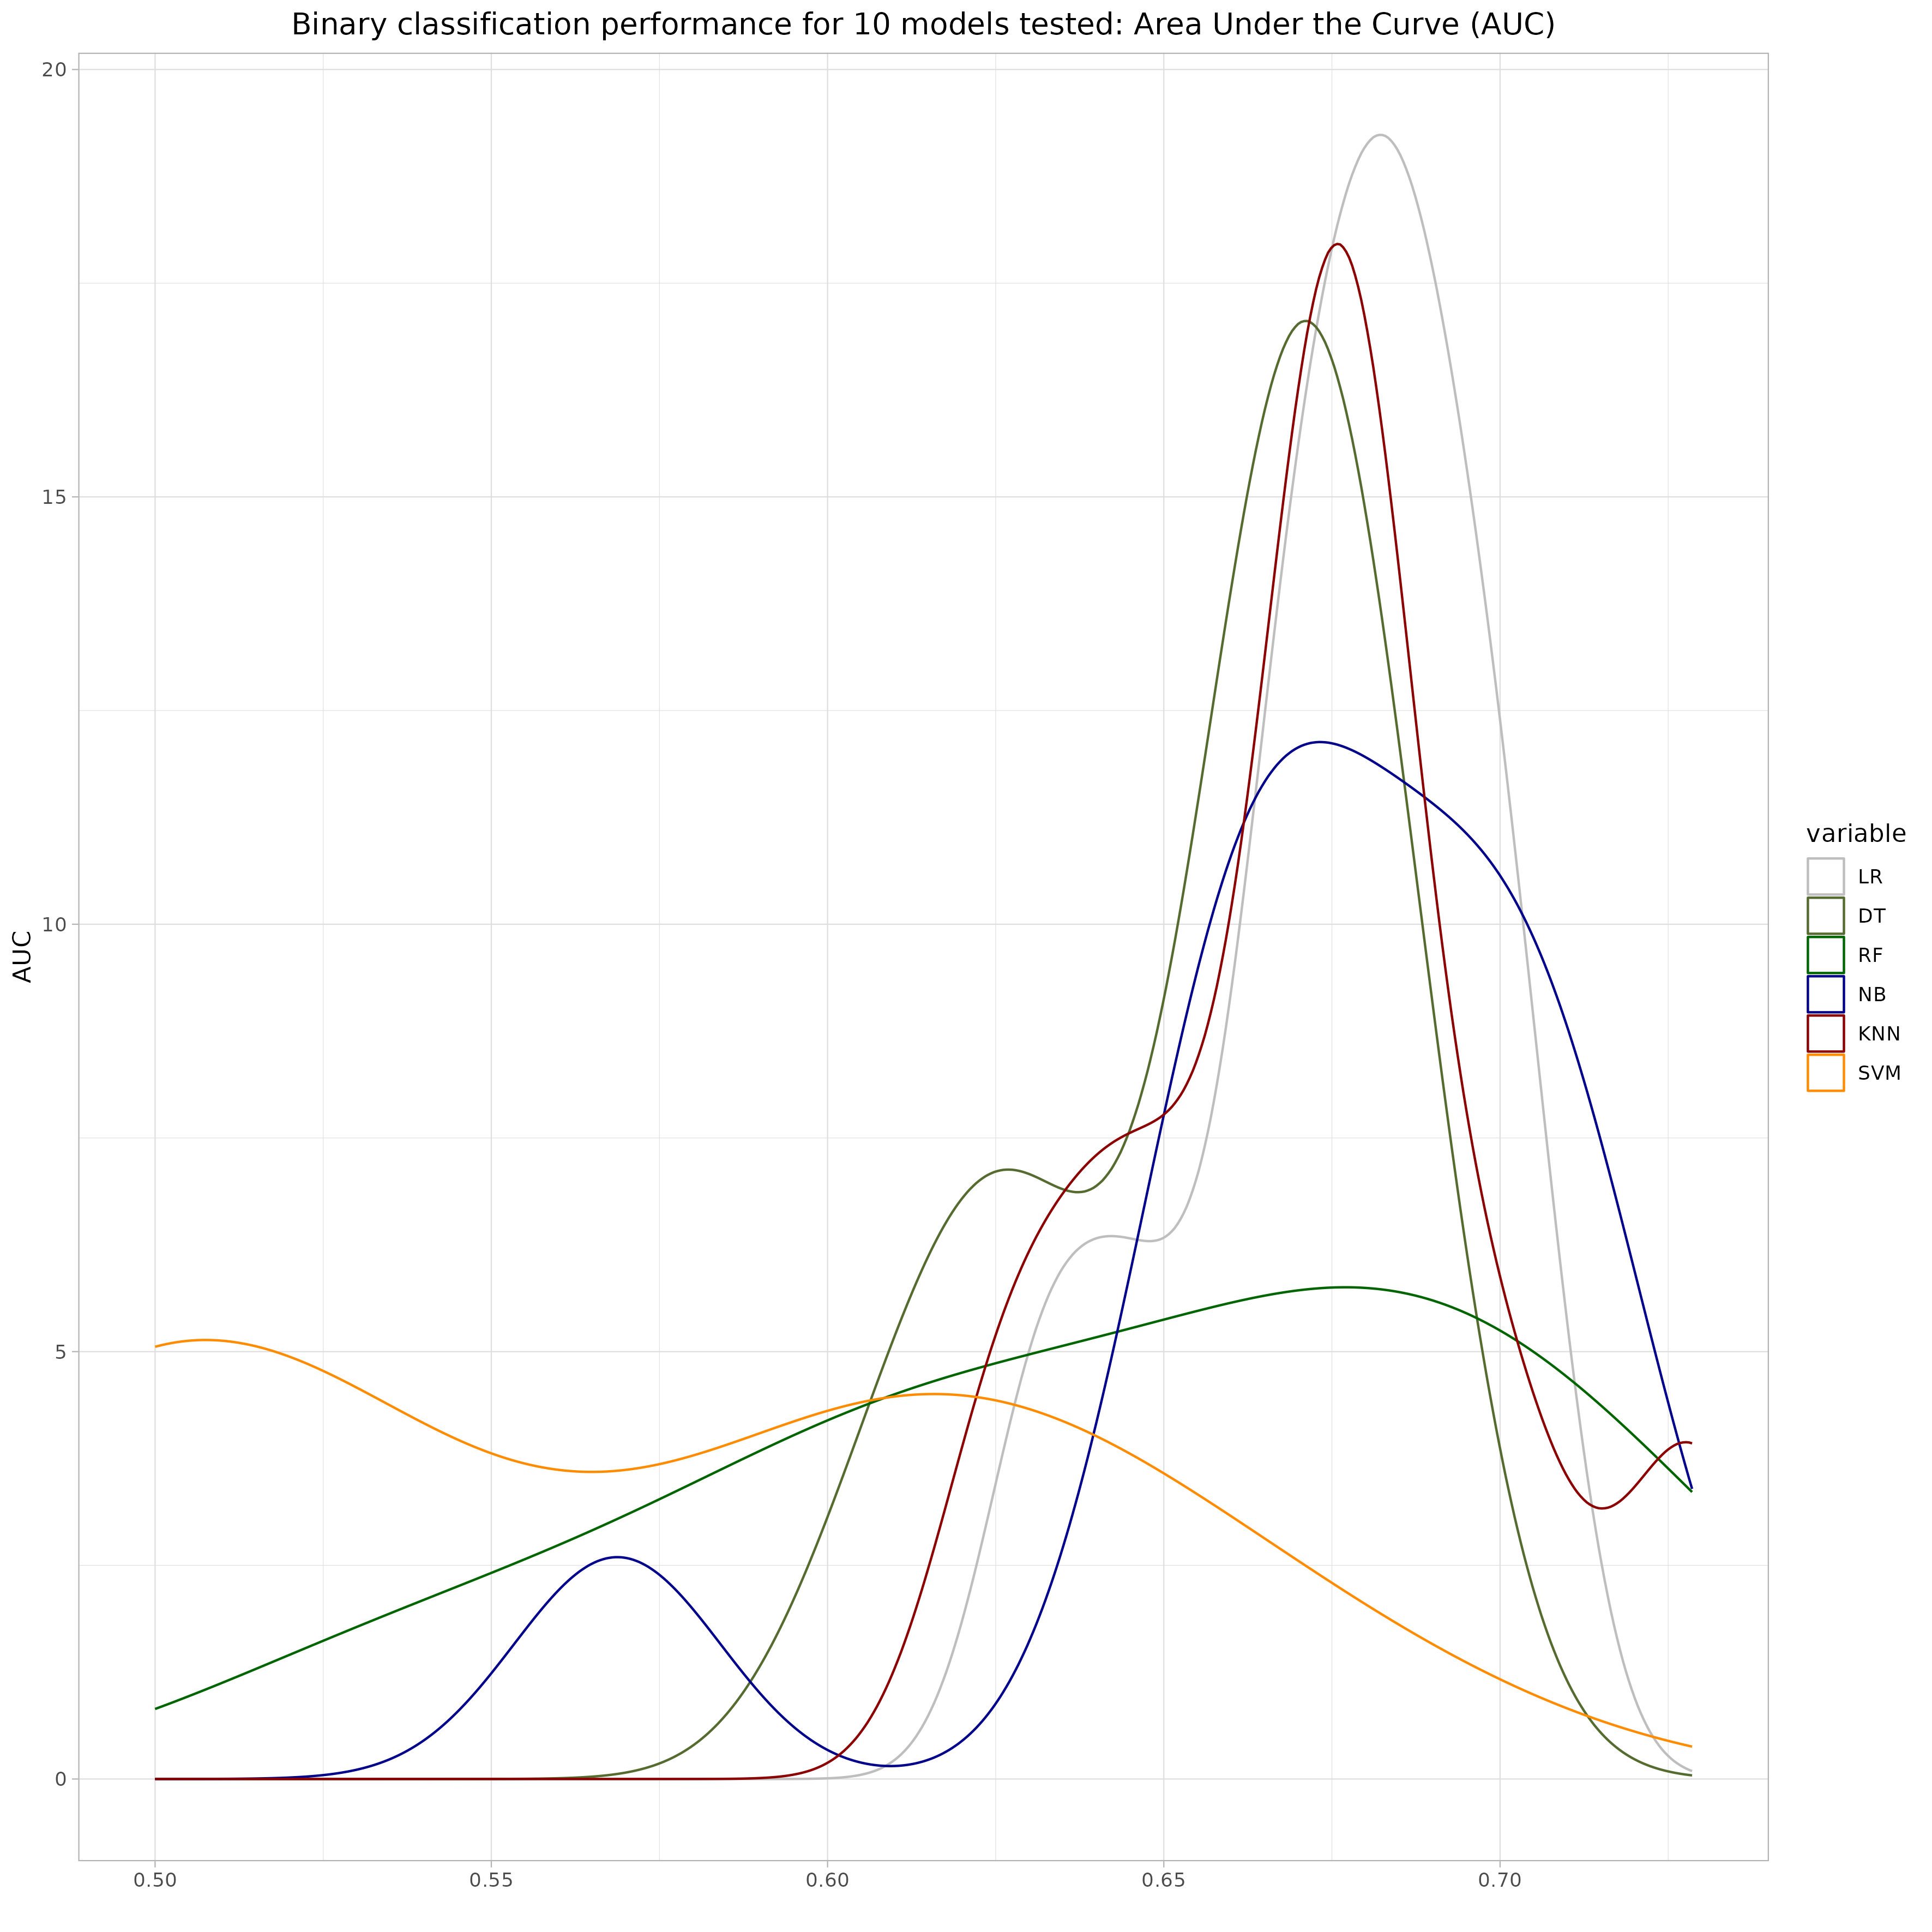 Binary classification performance for 10 models tested: Area Under the Curve (AUC)
20
15
10
5
0
AUC
0.50 0.55 0.60 0.65 0.70
variable
LR
DT
RF
NB
KNN
SVM